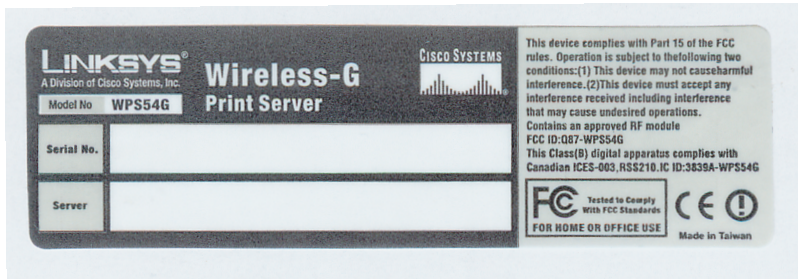 LINKSYS®
A Division of Cisco Systems, Inc.
Model No WPS54G
Wireless-G
Print Server
CISCO SYSTEMS
®
Serial No.
Server
This device complies with Part 15 of the FCC
rules. Operation is subject to thefollowing two
conditions:(1) This device may not causeharmful
interference.(2)This device must accept any
interference received including interference
that may cause undesired operations.
Contains an approved RF module
FCC ID:Q87-WPS54G
This Class(B) digital apparatus complies with
Canadian ICES-003,RSS210.IC ID:3839A-WPS54G
FC Tested to Comply
With FCC Standards
FOR HOME OR OFFICE USE
CE
Made in Taiwan